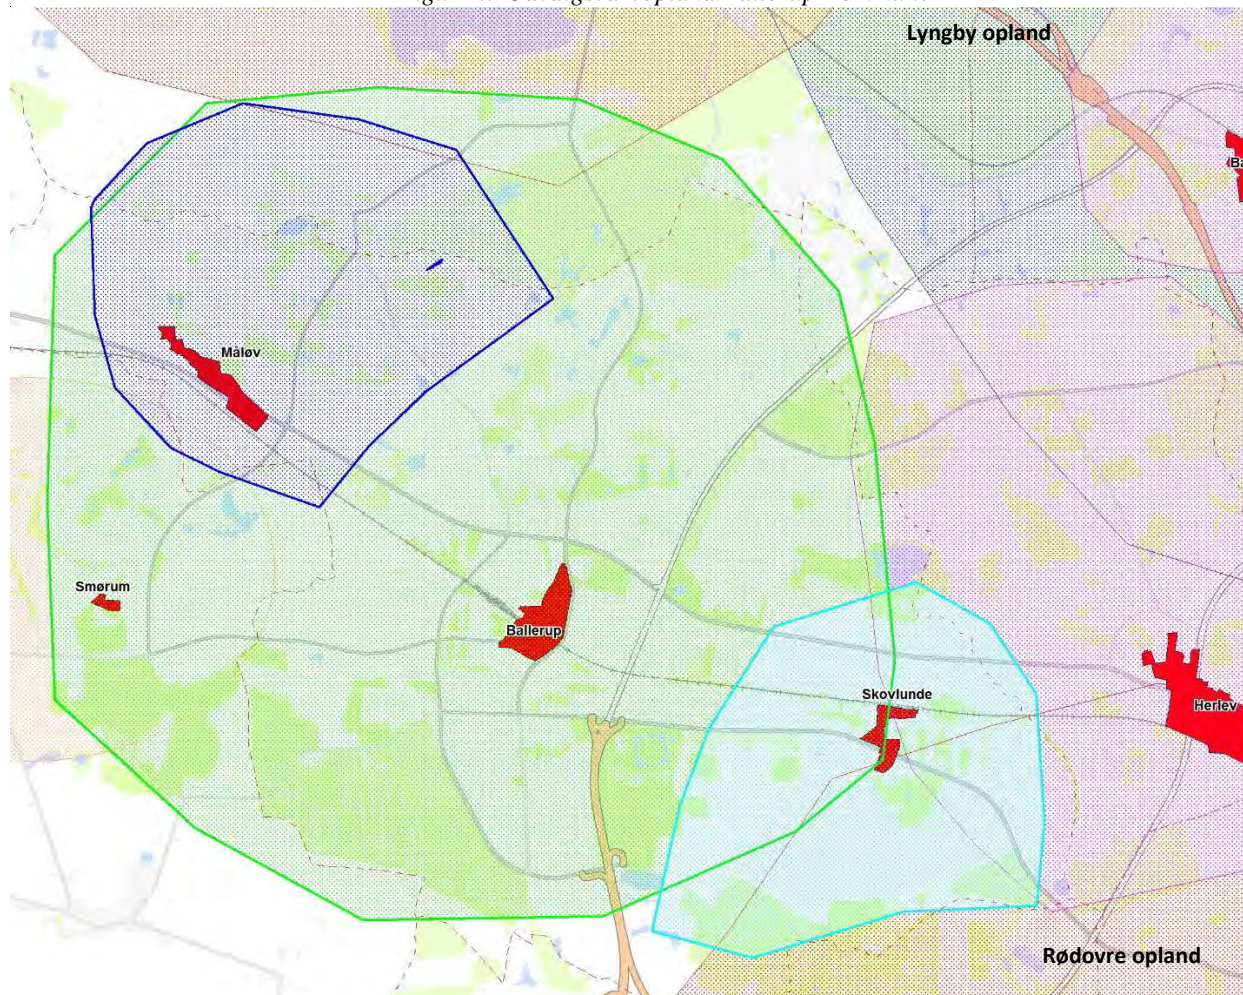 Lyngby opland
Måløv
Smørum
Ballerup
Skovlunde
Herlev
Rødovre opland